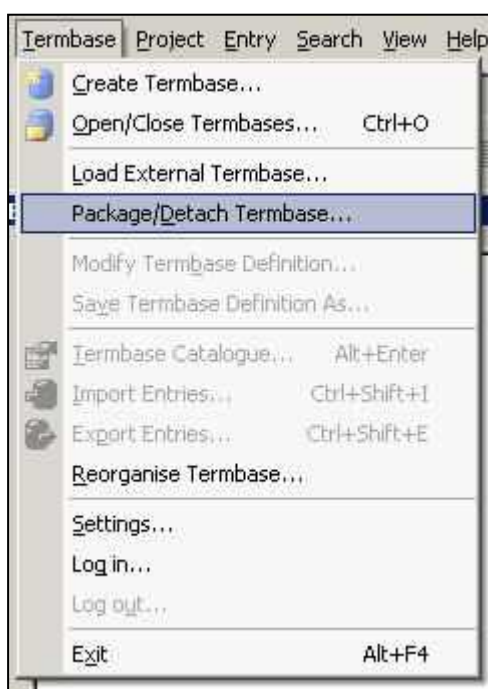 Termbase Project Entry Search View Help
Create Termbase...
Open/Close Termbases... Ctrl+O
Load External Termbase...
Package/Detach Termbase...
Modify Termbase Definition...
Save Termbase Definition As...
Termbase Catalogue... Alt+Enter
Import Entries... Ctrl+Shift+I
Export Entries... Ctrl+Shift+E
Reorganise Termbase...
Settings...
Log in...
Log out...
Exit Alt+F4